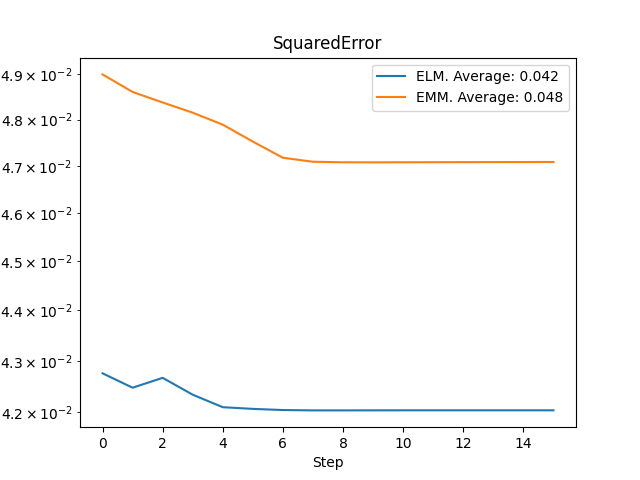 SquaredError
ELM. Average: 0.042
EMM. Average: 0.048
4.9 × 10⁻²
4.8 × 10⁻²
4.7 × 10⁻²
4.6 × 10⁻²
4.5 × 10⁻²
4.4 × 10⁻²
4.3 × 10⁻²
4.2 × 10⁻²
0 2 4 6 8 10 12 14
Step